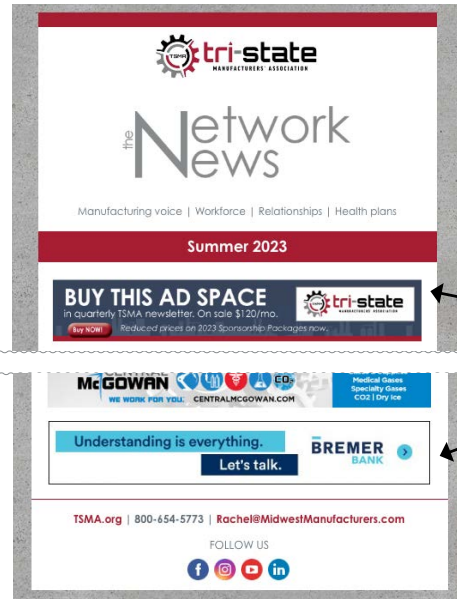 TSMA
tri-state
MANUFACTURERS' ASSOCIATION
the Network
News
Manufacturing voice | Workforce | Relationships | Health plans
Summer 2023
BUY THIS AD SPACE
in quarterly TSMA newsletter. On sale $120/mo.
Buy NOW! Reduced prices on 2023 Sponsorship Packages now.
tri-state
MANUFACTURERS' ASSOCIATION
CENTRAL
McGOWAN
WE WORK FOR YOU. CENTRALMCGOWAN.COM
CO₂
Medical Gases
Specialty Gases
CO2 | Dry Ice
Understanding is everything.
Let's talk.
BREMER
BANK
TSMA.org | 800-654-5773 | Rachel@MidwestManufacturers.com
FOLLOW US